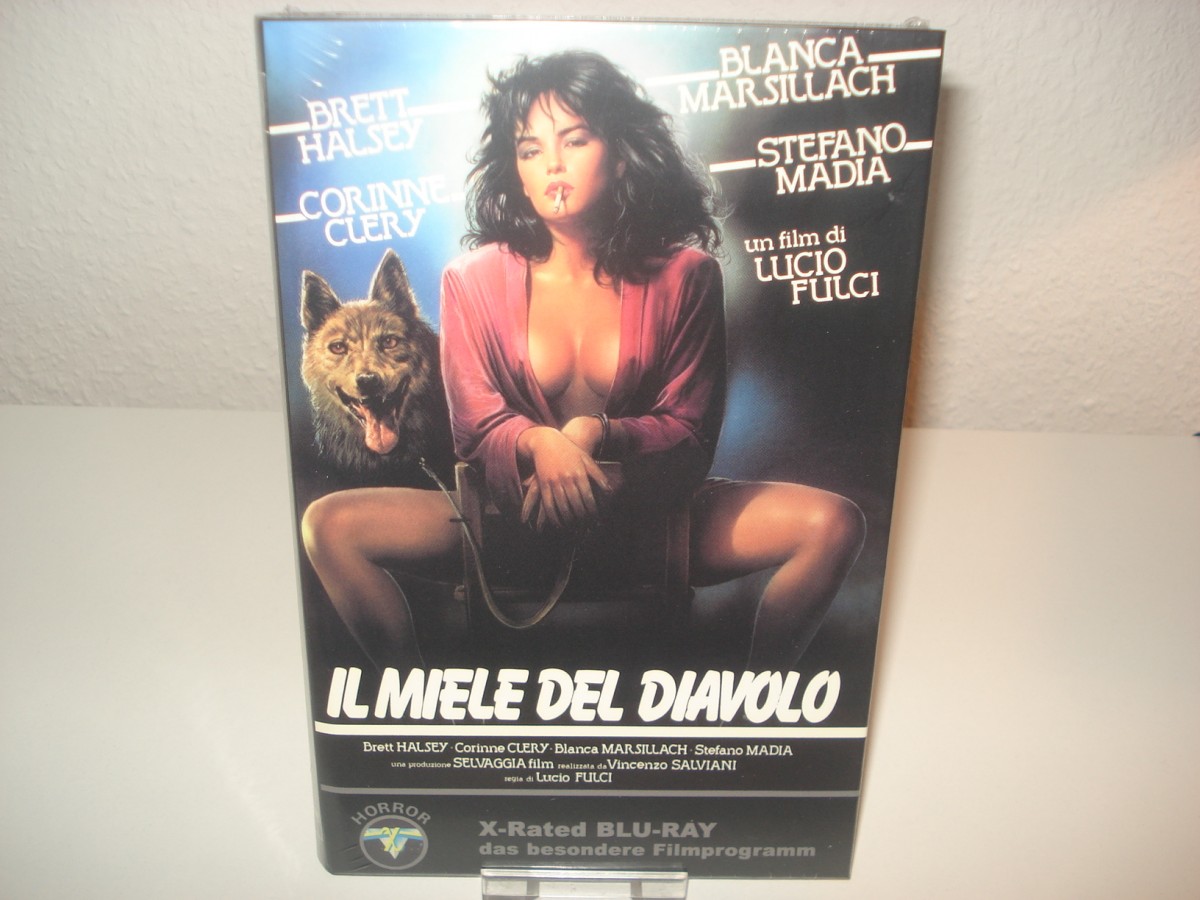 BRETT
HALSEY
CORINNE
CLERY
BLANCA
MARSILLACH
STEFANO
MADIA
un film di
LUCIO
FULCI
IL MIELE DEL DIAVOLO
Brett HALSEY · Corinne CLERY · Blanca MARSILLACH · Stefano MADIA
una produzione SELVAGGIA film realizzata da Vincenzo SALVIANI
regia di Lucio FULCI
HORROR
X-Rated BLU-RAY
das besondere Filmprogramm